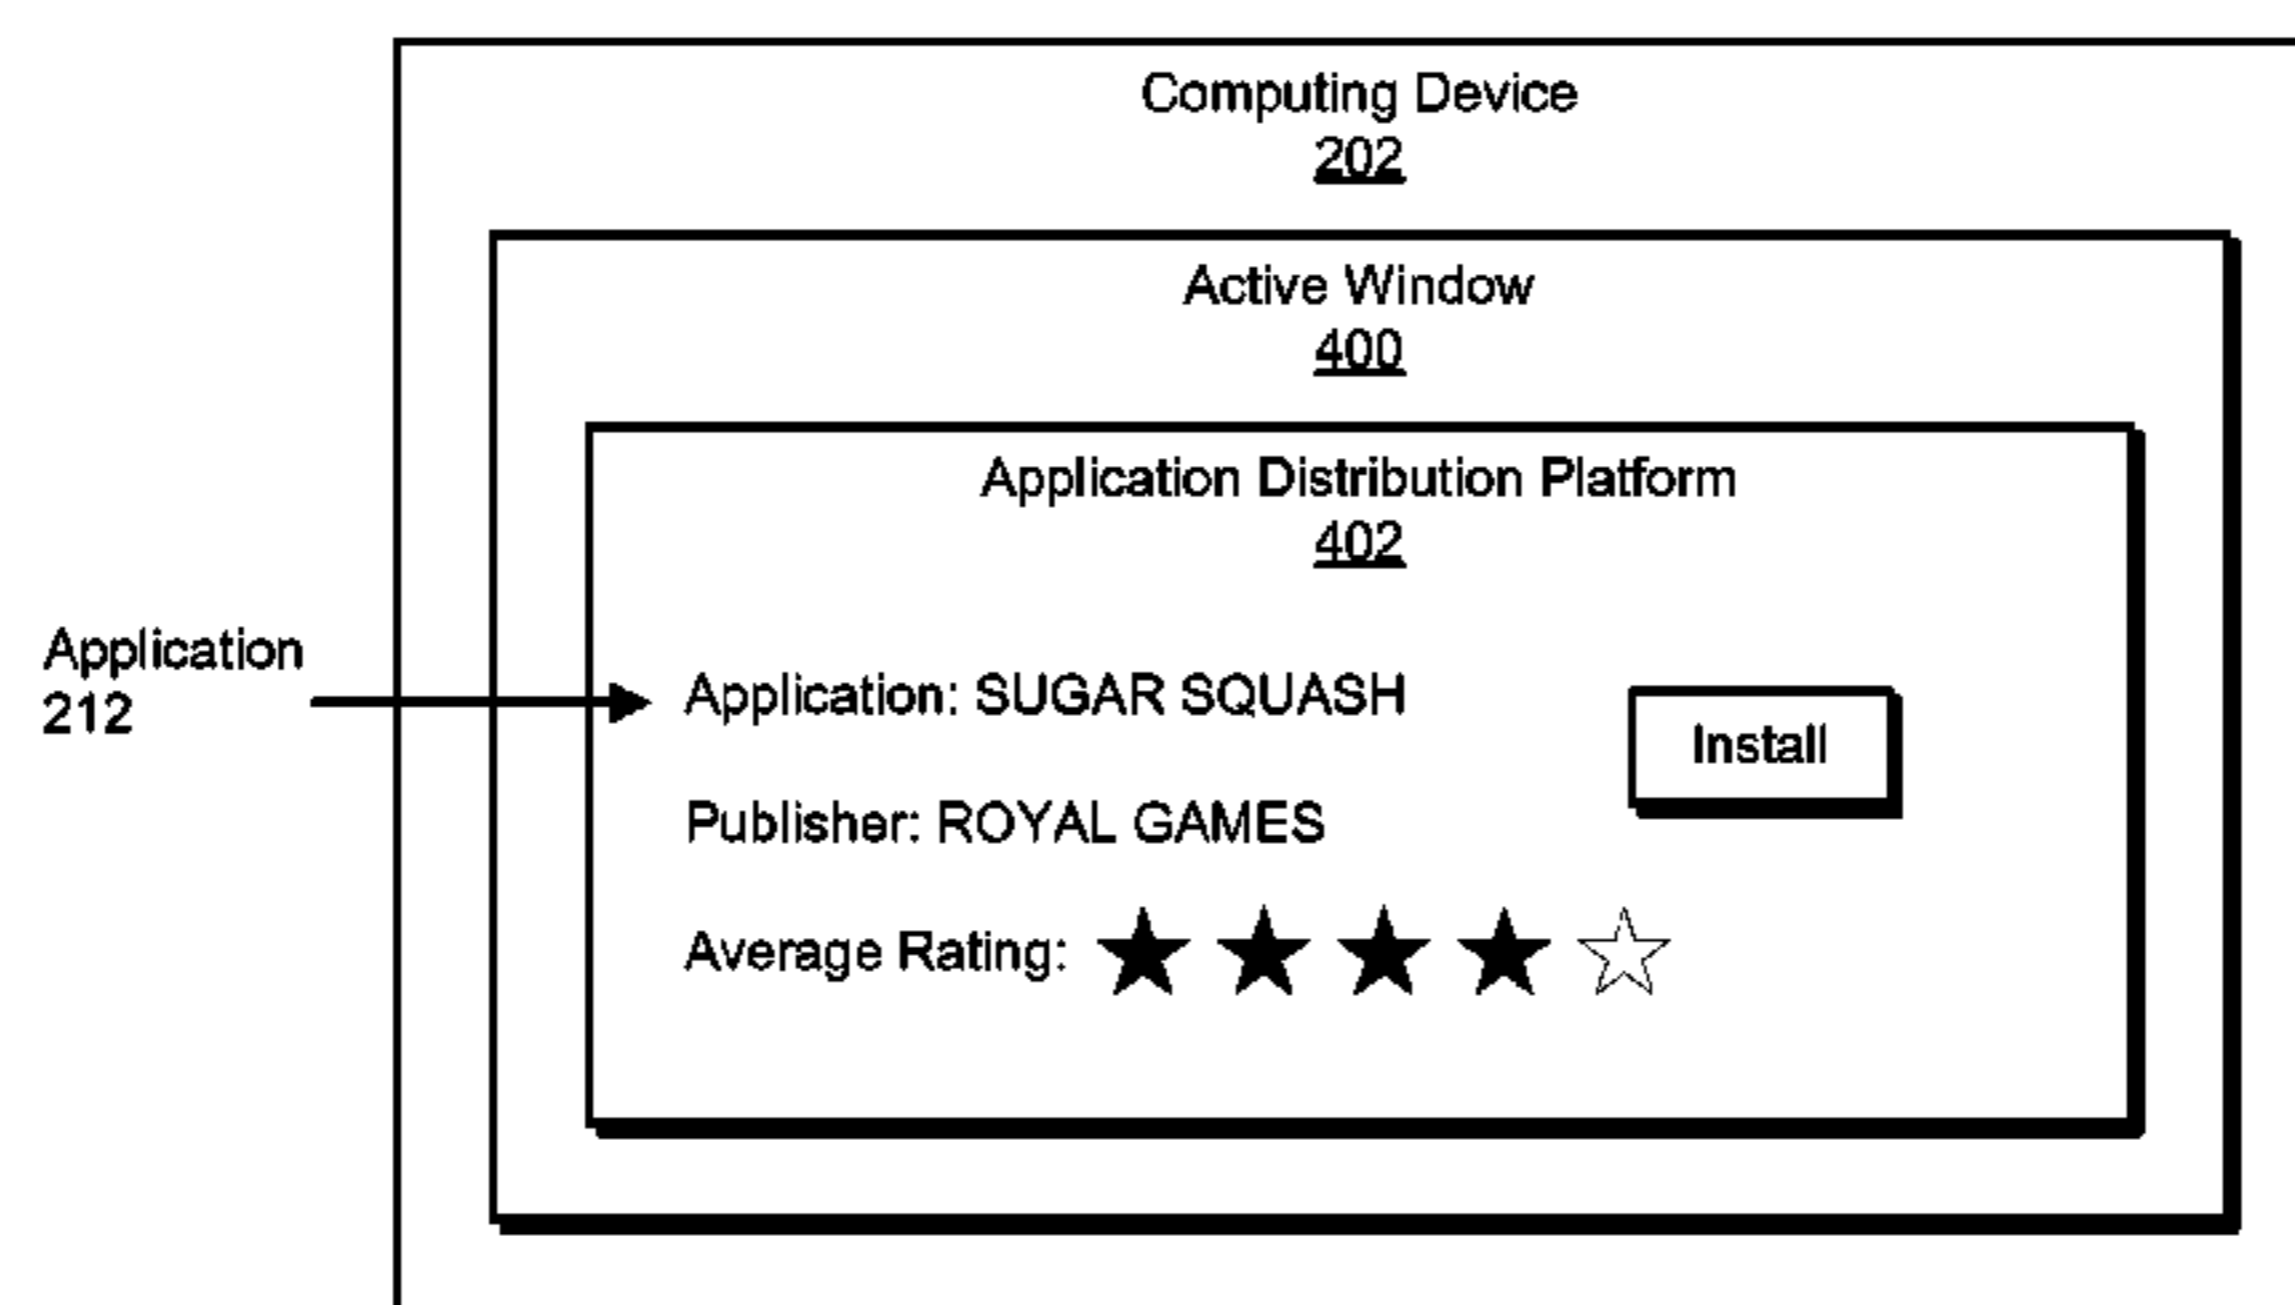 Computing Device
202
Active Window
400
Application Distribution Platform
402
Application
212
Application: SUGAR SQUASH
Install
Publisher: ROYAL GAMES
Average Rating: